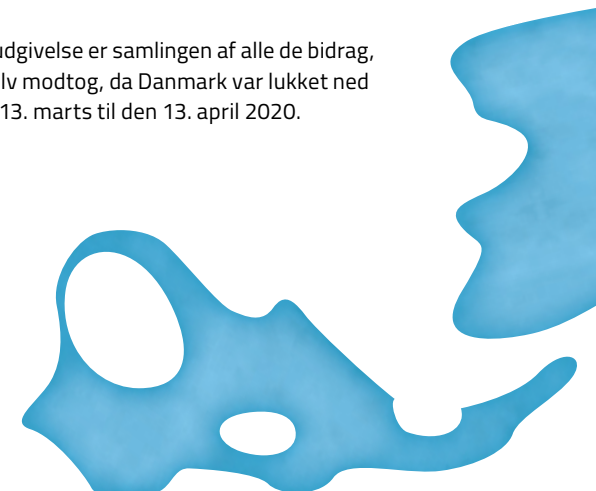 udgivelse er samlingen af alle de bidrag,
lv modtog, da Danmark var lukket ned
13. marts til den 13. april 2020.